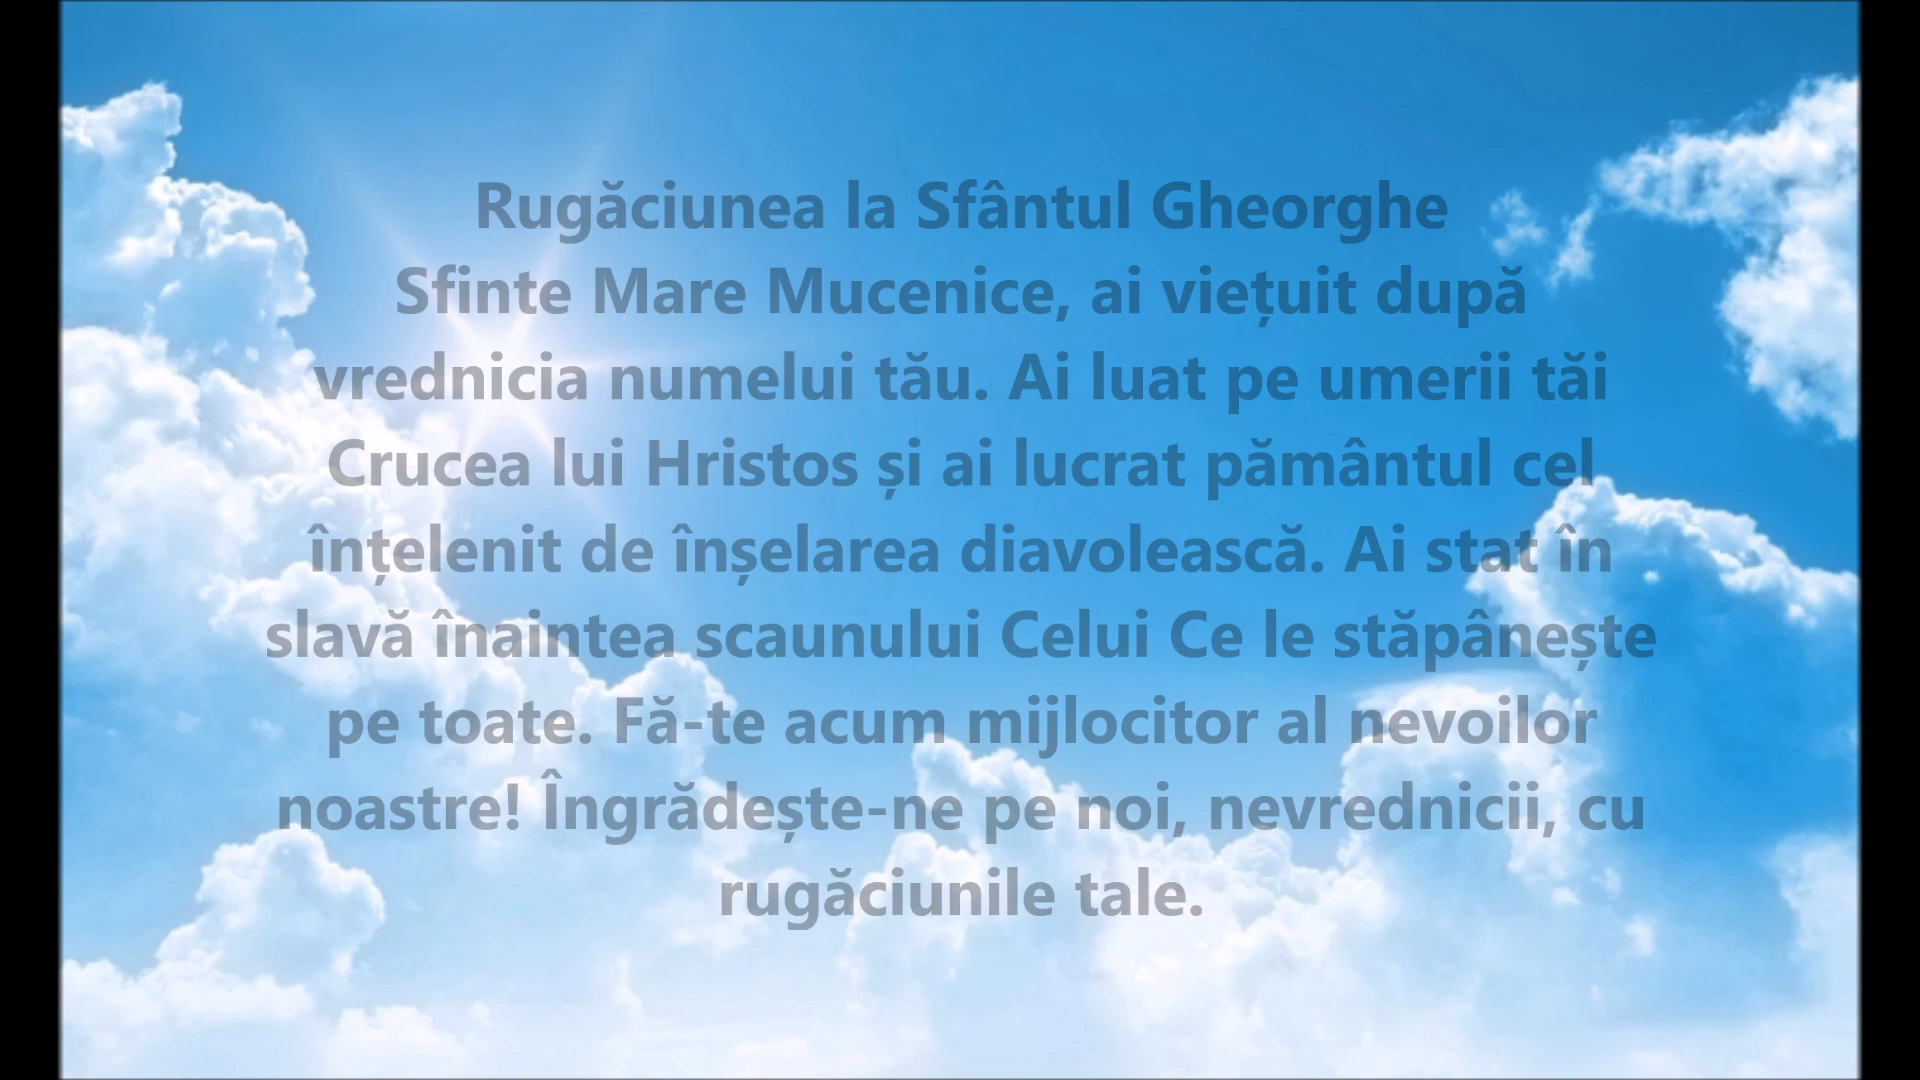 Rugăciunea la Sfântul Gheorghe
Sfinte Mare Mucenice, ai viețuit după
vrednicia numelui tău. Ai luat pe umerii tăi
Crucea lui Hristos și ai lucrat pământul cel
înțelenit de înșelarea diavolească. Ai stat în
slavă înaintea scaunului Celui Ce le stăpânește
pe toate. Fă-te acum mijlocitor al nevoilor
noastre! Îngrădește-ne pe noi, nevrednicii, cu
rugăciunile tale.